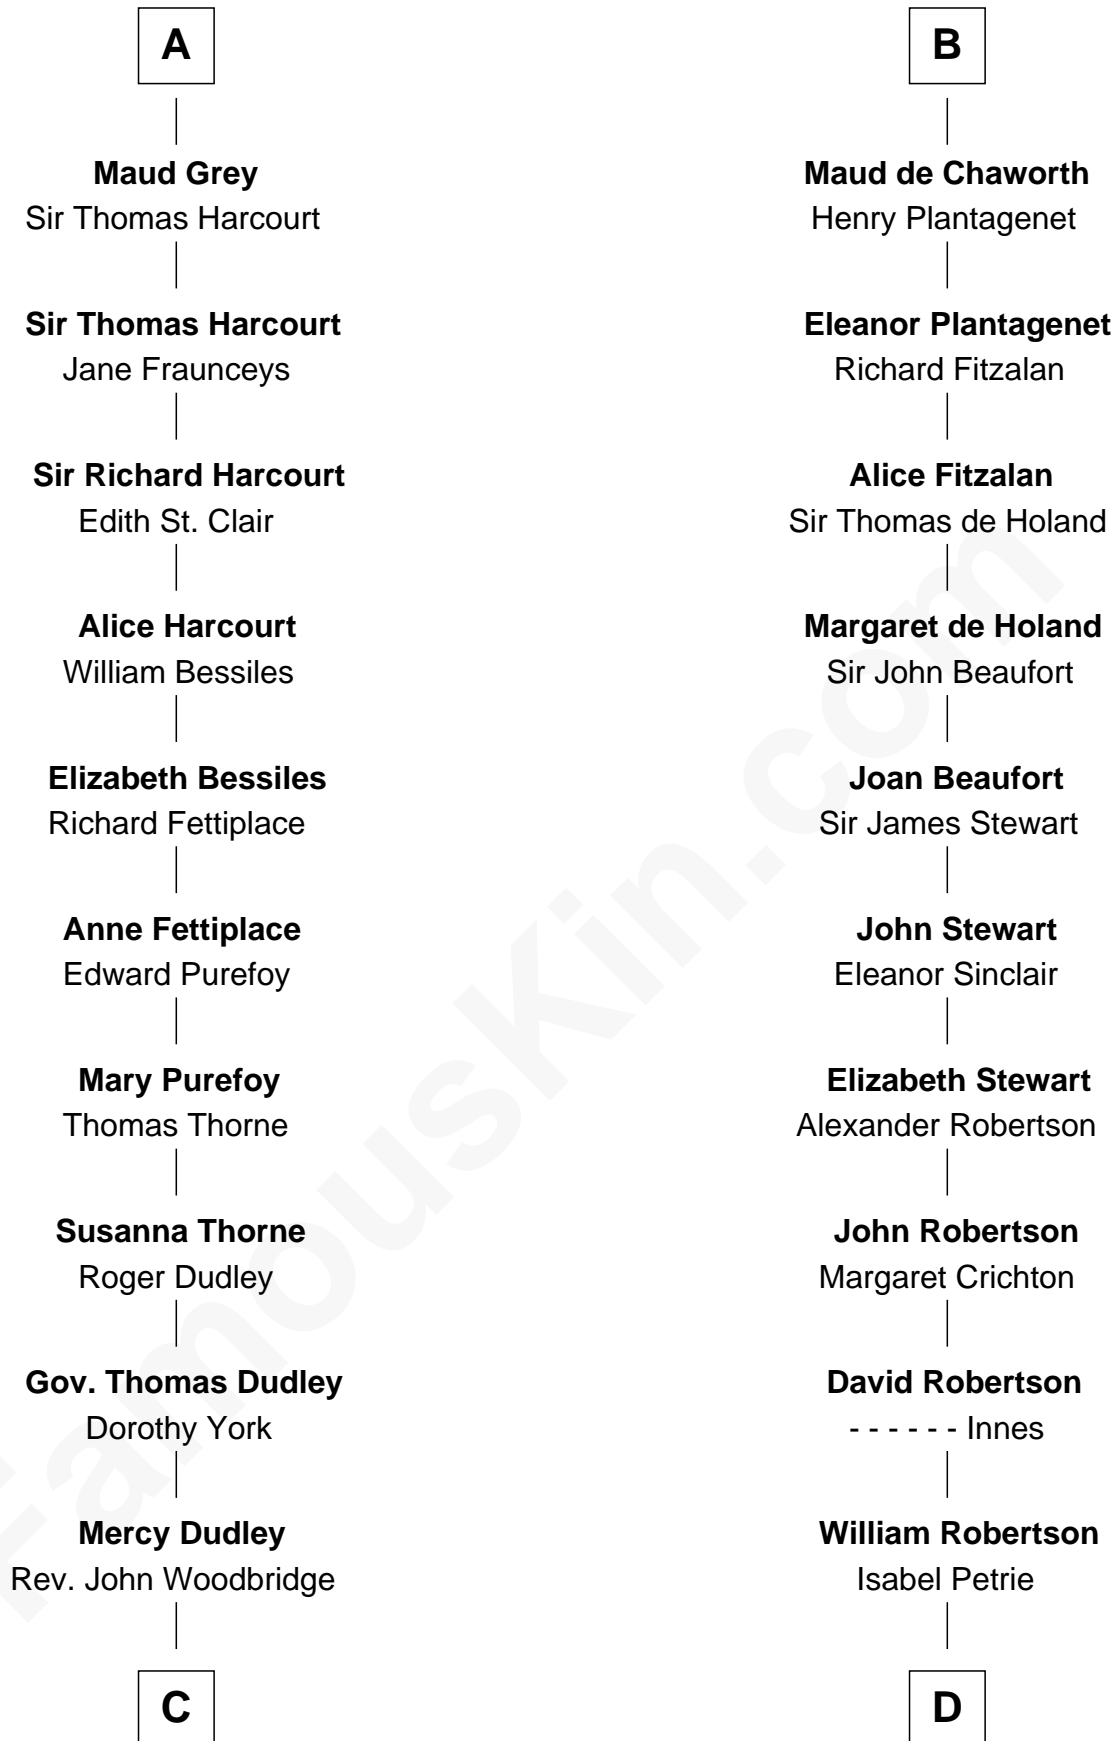 A
Maud Grey
Sir Thomas Harcourt
Sir Thomas Harcourt
Jane Fraunceys
Sir Richard Harcourt
Edith St. Clair
Alice Harcourt
William Bessiles
Elizabeth Bessiles
Richard Fettiplace
Anne Fettiplace
Edward Purefoy
Mary Purefoy
Thomas Thorne
Susanna Thorne
Roger Dudley
Gov. Thomas Dudley
Dorothy York
Mercy Dudley
Rev. John Woodbridge
C
B
Maud de Chaworth
Henry Plantagenet
Eleanor Plantagenet
Richard Fitzalan
Alice Fitzalan
Sir Thomas de Holand
Margaret de Holand
Sir John Beaufort
Joan Beaufort
Sir James Stewart
John Stewart
Eleanor Sinclair
Elizabeth Stewart
Alexander Robertson
John Robertson
Margaret Crichton
David Robertson
- - - - - - Innes
William Robertson
Isabel Petrie
D
FamousKin.com